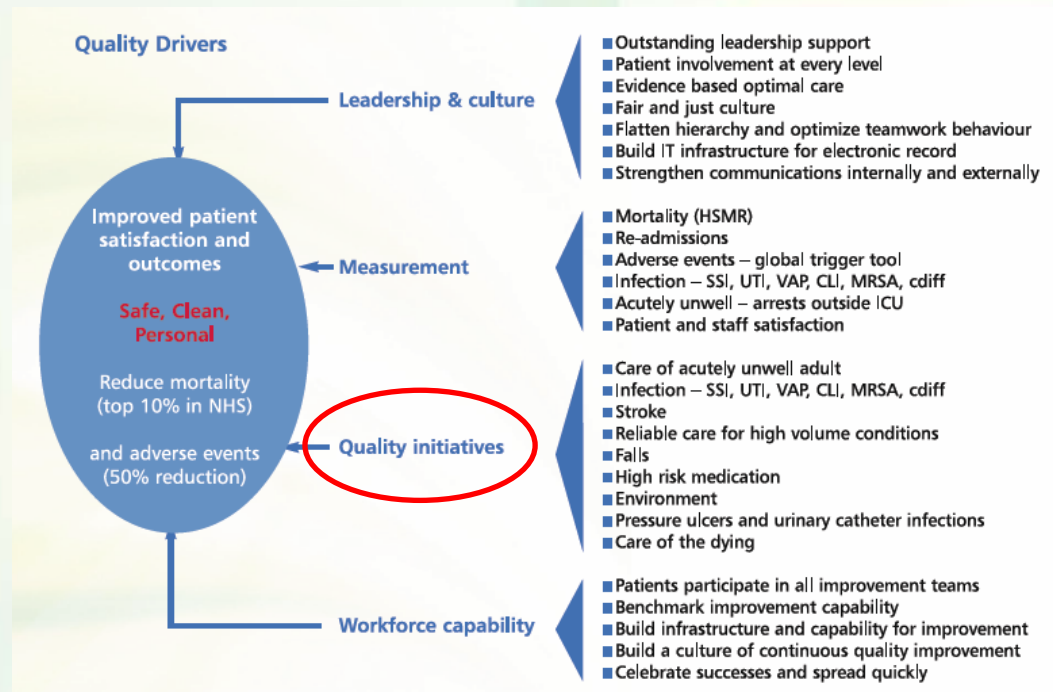 Quality Drivers
Leadership & culture
■ Outstanding leadership support
■ Patient involvement at every level
■ Evidence based optimal care
■ Fair and just culture
■ Flatten hierarchy and optimize teamwork behaviour
■ Build IT infrastructure for electronic record
■ Strengthen communications internally and externally
Improved patient
satisfaction and
outcomes
Safe, Clean,
Personal
Reduce mortality
(top 10% in NHS)
and adverse events
(50% reduction)
Measurement
■ Mortality (HSMR)
■ Re-admissions
■ Adverse events – global trigger tool
■ Infection – SSI, UTI, VAP, CLI, MRSA, cdiff
■ Acutely unwell – arrests outside ICU
■ Patient and staff satisfaction
Quality initiatives
■ Care of acutely unwell adult
■ Infection – SSI, UTI, VAP, CLI, MRSA, cdiff
■ Stroke
■ Reliable care for high volume conditions
■ Falls
■ High risk medication
■ Environment
■ Pressure ulcers and urinary catheter infections
■ Care of the dying
Workforce capability
■ Patients participate in all improvement teams
■ Benchmark improvement capability
■ Build infrastructure and capability for improvement
■ Build a culture of continuous quality improvement
■ Celebrate successes and spread quickly